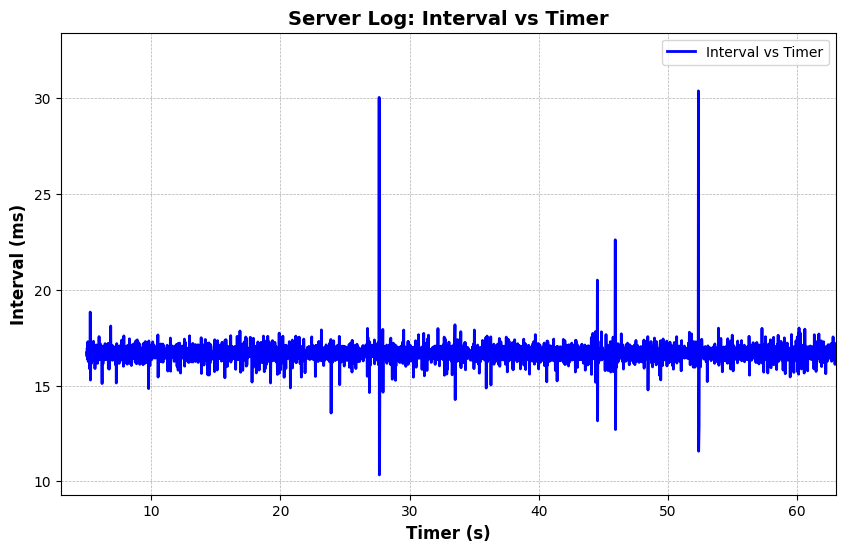 Server Log: Interval vs Timer
Interval vs Timer
30
25
20
15
10
Interval (ms)
10 20 30 40 50 60
Timer (s)